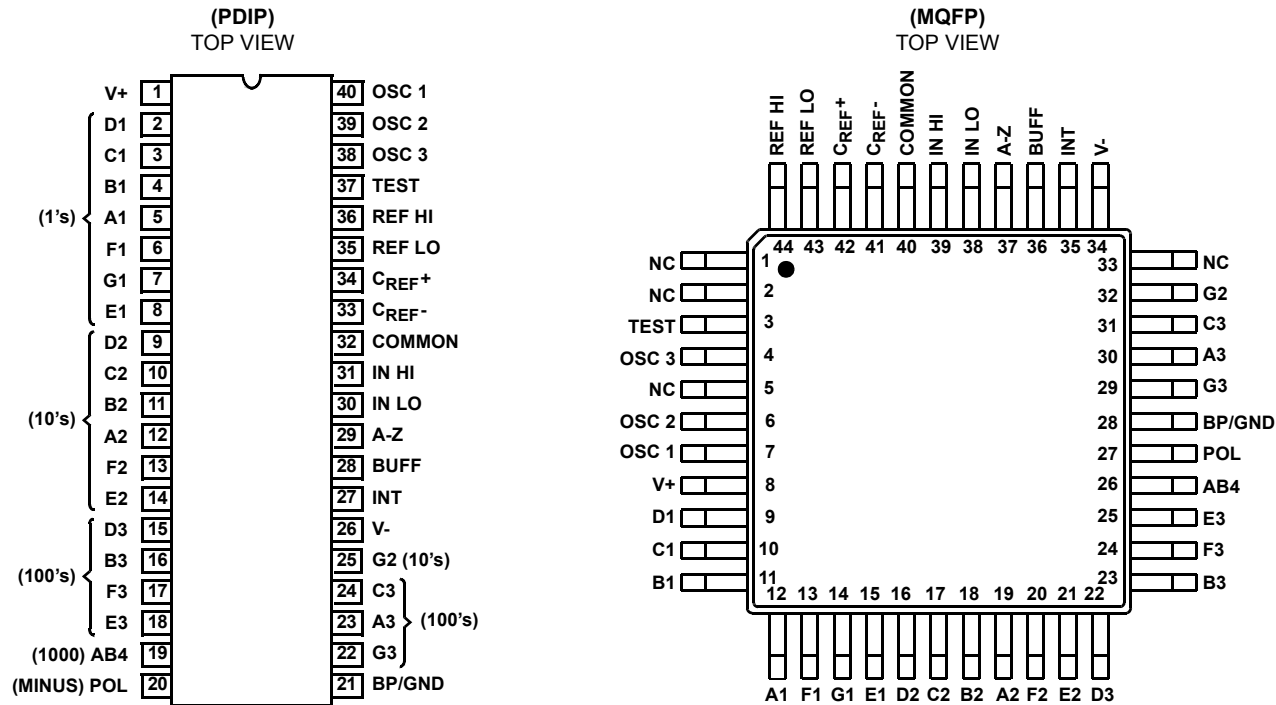 (PDIP)
TOP VIEW
V+ 1 40 OSC 1
D1 2 39 OSC 2
C1 3 38 OSC 3
B1 4 37 TEST
(1's) A1 5 36 REF HI
F1 6 35 REF LO
G1 7 34 CREF+
E1 8 33 CREF-
D2 9 32 COMMON
C2 10 31 IN HI
B2 11 30 IN LO
(10's) A2 12 29 A-Z
F2 13 28 BUFF
E2 14 27 INT
D3 15 26 V-
B3 16 25 G2 (10's)
(100's) F3 17 24 C3
E3 18 23 A3 (100's)
(1000) AB4 19 22 G3
(MINUS) POL 20 21 BP/GND
(MQFP)
TOP VIEW
REF HI REF LO CREF+ CREF- COMMON IN HI IN LO A-Z BUFF INT V-
44 43 42 41 40 39 38 37 36 35 34
NC 1 33 NC
NC 2 32 G2
TEST 3 31 C3
OSC 3 4 30 A3
NC 5 29 G3
OSC 2 6 28 BP/GND
OSC 1 7 27 POL
V+ 8 26 AB4
D1 9 25 E3
C1 10 24 F3
B1 11 23 B3
12 13 14 15 16 17 18 19 20 21 22
A1 F1 G1 E1 D2 C2 B2 A2 F2 E2 D3